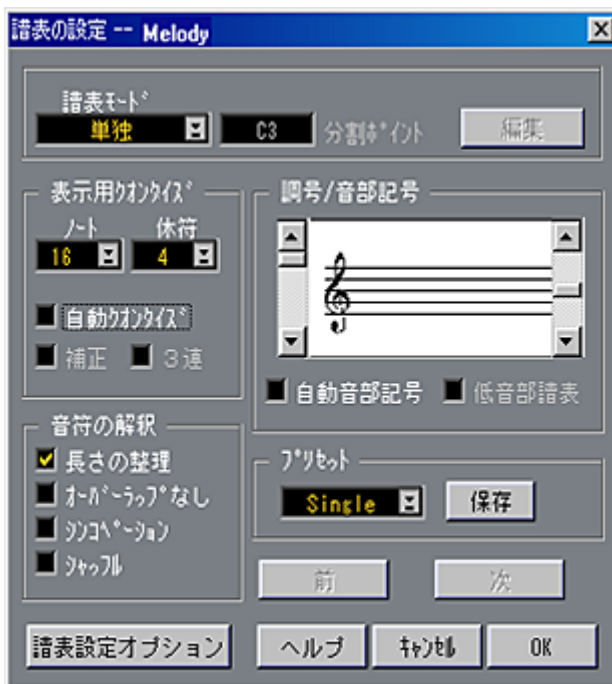 譜表の設定 -- Melody
譜表ﾓｰﾄﾞ
単独 C3 分割ﾎﾟｲﾝﾄ 編集
表示用ｸｵﾝﾀｲｽﾞ
ﾉｰﾄ 休符
16 4
自動ｸｵﾝﾀｲｽﾞ
補正 3連
調号/音部記号
自動音部記号 低音部譜表
音符の解釈
長さの整理
ｵｰﾊﾞｰﾗｯﾌﾟなし
ｼﾝｺﾍﾟｰｼｮﾝ
ｼｬｯﾌﾙ
ﾌﾟﾘｾｯﾄ
Single 保存
前 次
譜表設定オプション ヘルプ ｷｬﾝｾﾙ OK